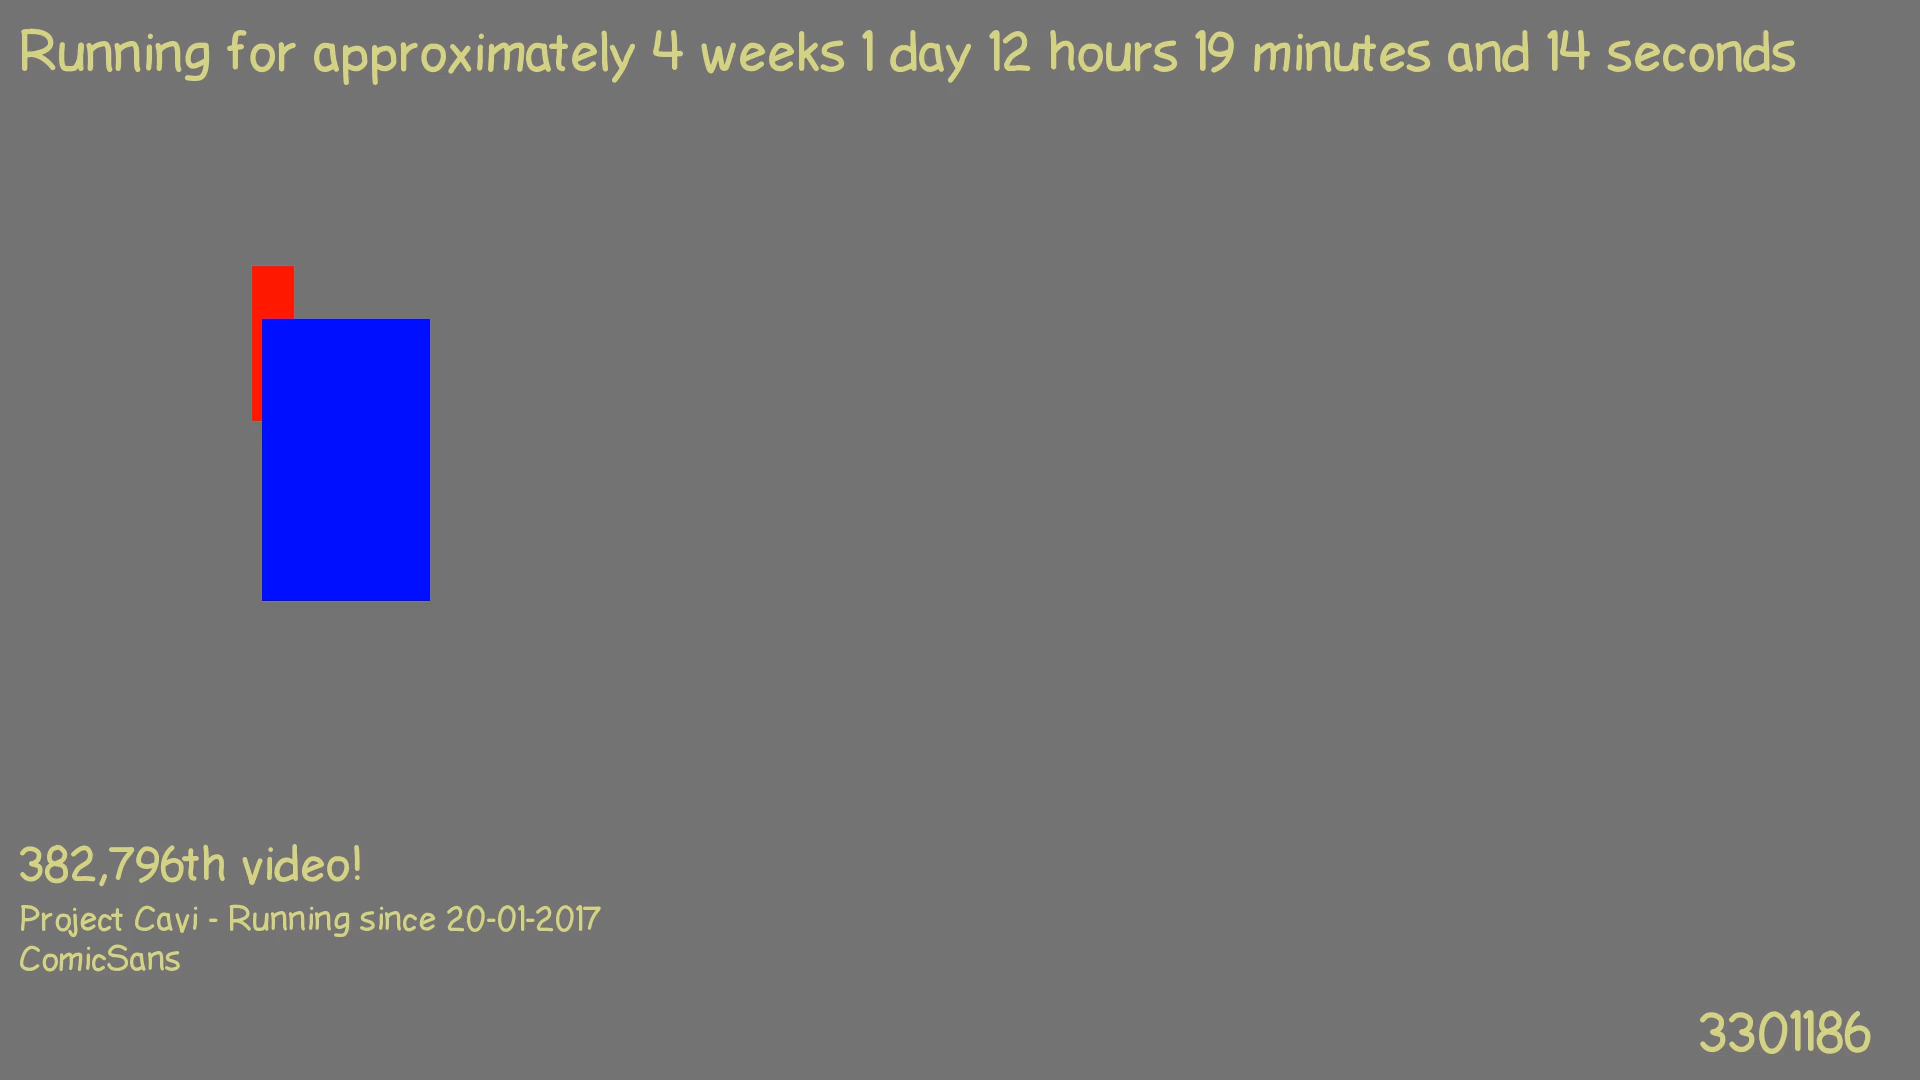 Running for approximately 4 weeks 1 day 12 hours 19 minutes and 14 seconds
382,796th video!
Project Cavi - Running since 20-01-2017
ComicSans
3301186